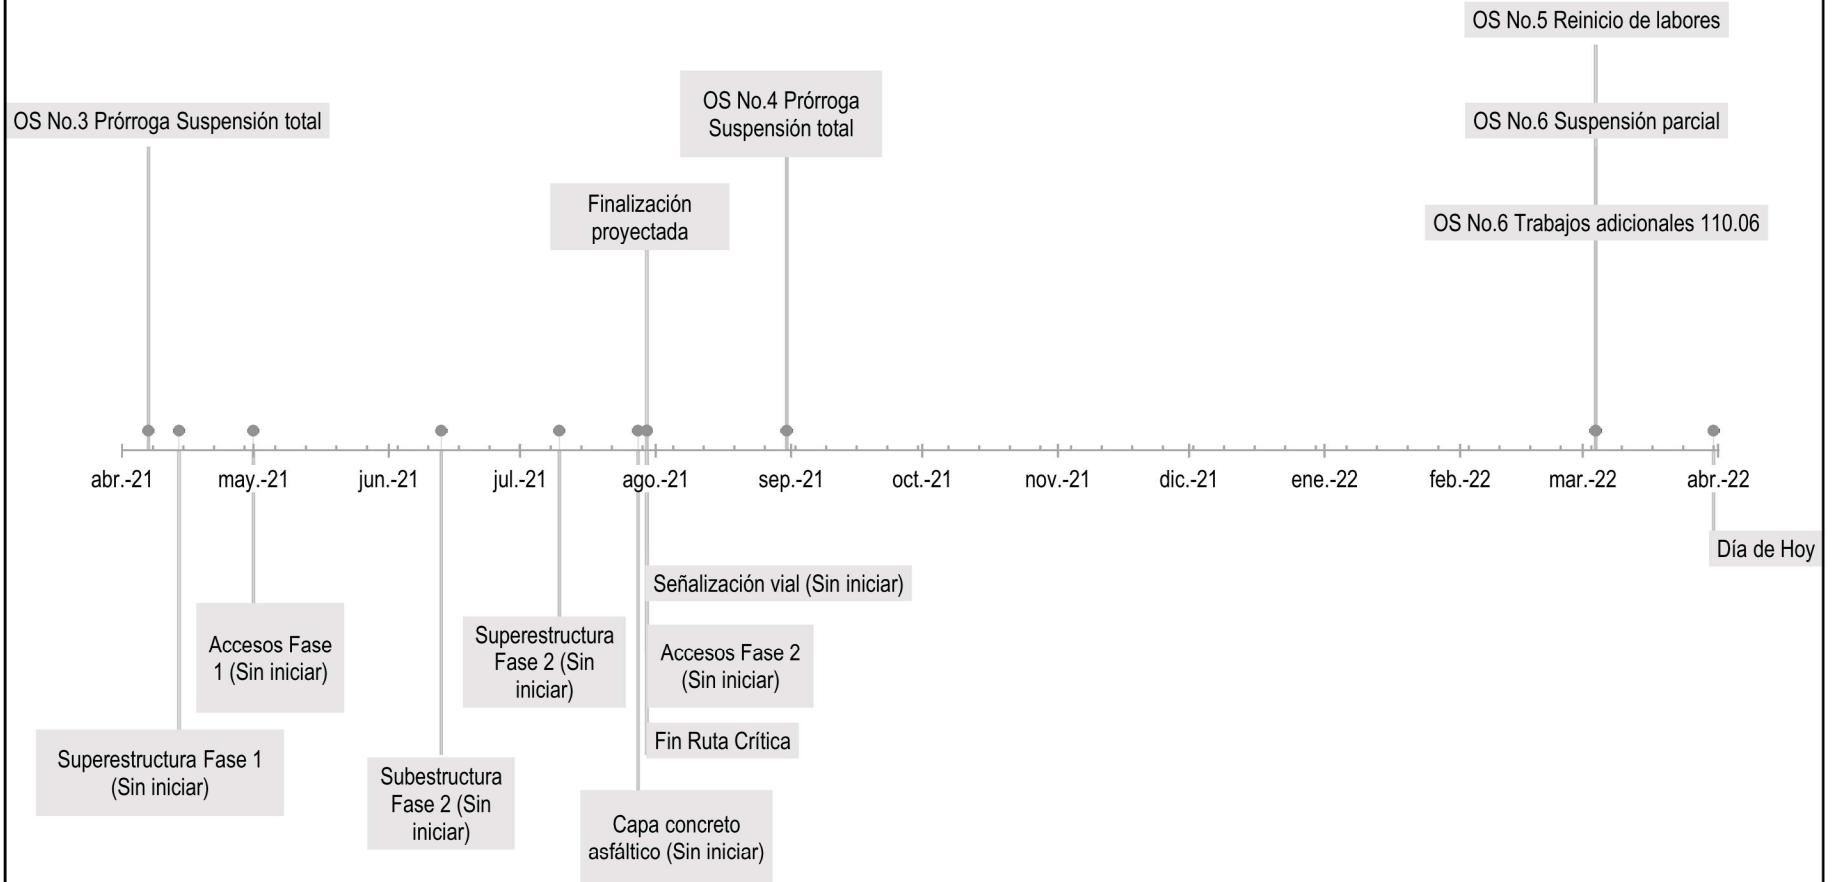 OS No.5 Reinicio de labores
OS No.4 Prórroga
Suspensión total
OS No.3 Prórroga Suspensión total
OS No.6 Suspensión parcial
Finalización
proyectada
OS No.6 Trabajos adicionales 110.06
abr.-21 may.-21 jun.-21 jul.-21 ago.-21 sep.-21 oct.-21 nov.-21 dic.-21 ene.-22 feb.-22 mar.-22 abr.-22
Día de Hoy
Señalización vial (Sin iniciar)
Accesos Fase
1 (Sin iniciar)
Superestructura
Fase 2 (Sin
iniciar)
Accesos Fase 2
(Sin iniciar)
Fin Ruta Crítica
Superestructura Fase 1
(Sin iniciar)
Subestructura
Fase 2 (Sin
iniciar)
Capa concreto
asfáltico (Sin iniciar)